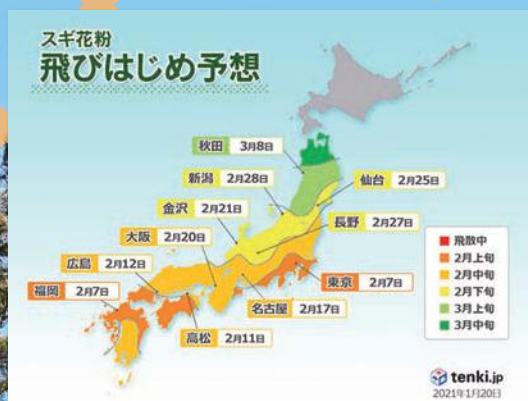 スギ花粉
飛びはじめ予想
秋田 3月8日
新潟 2月28日
仙台 2月25日
金沢 2月21日
長野 2月27日
大阪 2月20日
広島 2月12日
福岡 2月7日
東京 2月7日
名古屋 2月17日
高松 2月11日
飛散中
2月上旬
2月中旬
2月下旬
3月上旬
3月中旬
tenki.jp
2021年1月20日